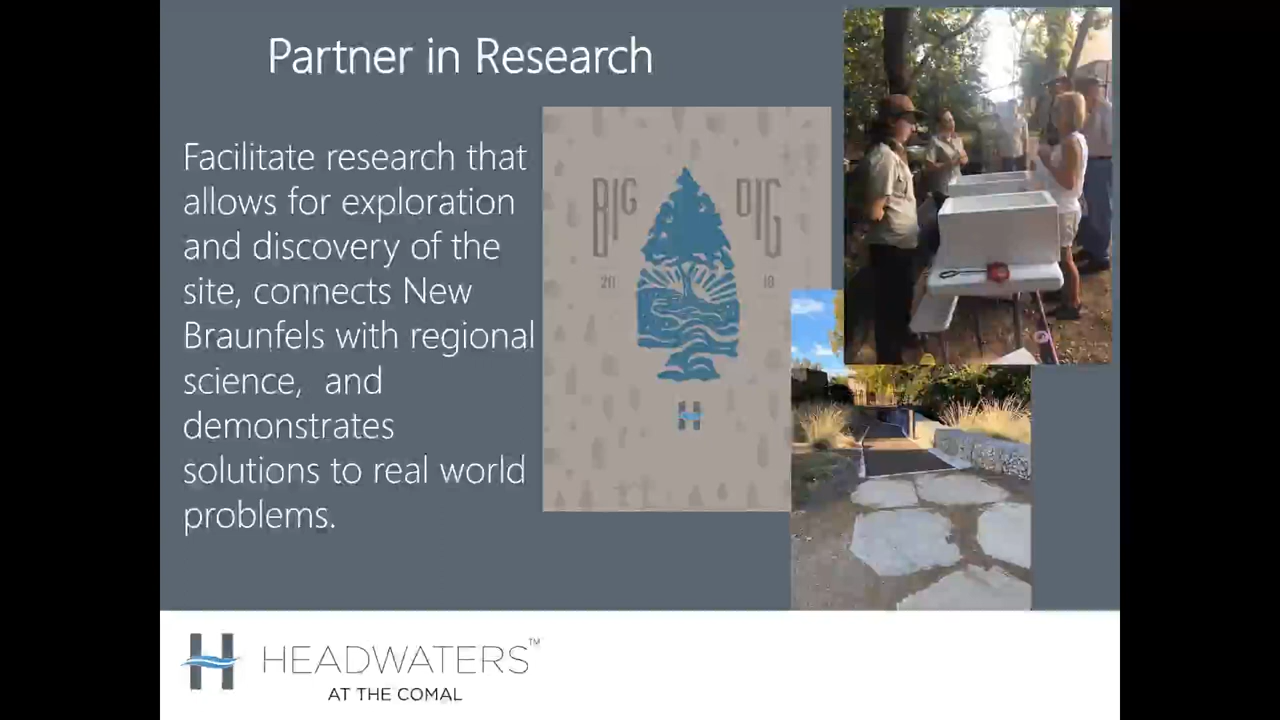 Partner in Research
Facilitate research that
allows for exploration
and discovery of the
site, connects New
Braunfels with regional
science,  and
demonstrates
solutions to real world
problems.
BIG DIG
20 18
H
HEADWATERS™
AT THE COMAL